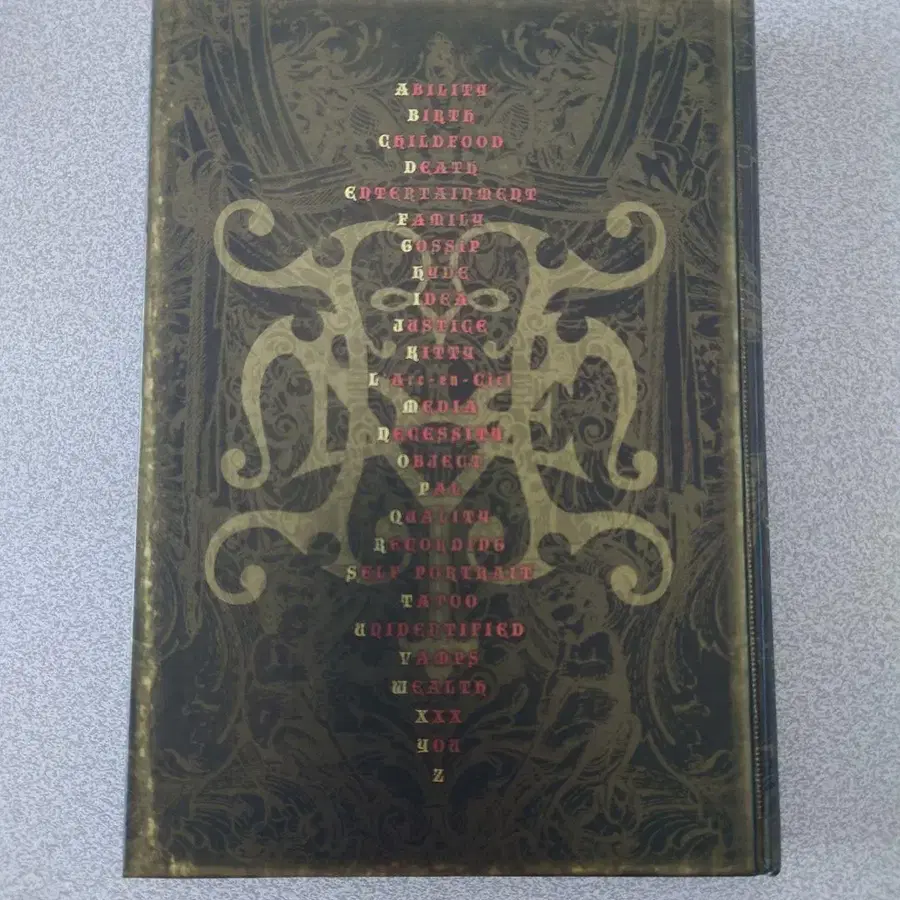 ABILITY
BIRTH
CHILDFOOD
DEATH
ENTERTAINMENT
FAMILY
GOSSIP
HYDE
IDEA
JUSTICE
KITTY
L'Arc-en-Ciel
MEDIA
NECESSITY
OBJECT
PAL
QUALITY
RECORDING
SELF PORTRAIT
TATOO
UNIDENTIFIED
VAMPS
WEALTH
XXX
YOU
Z